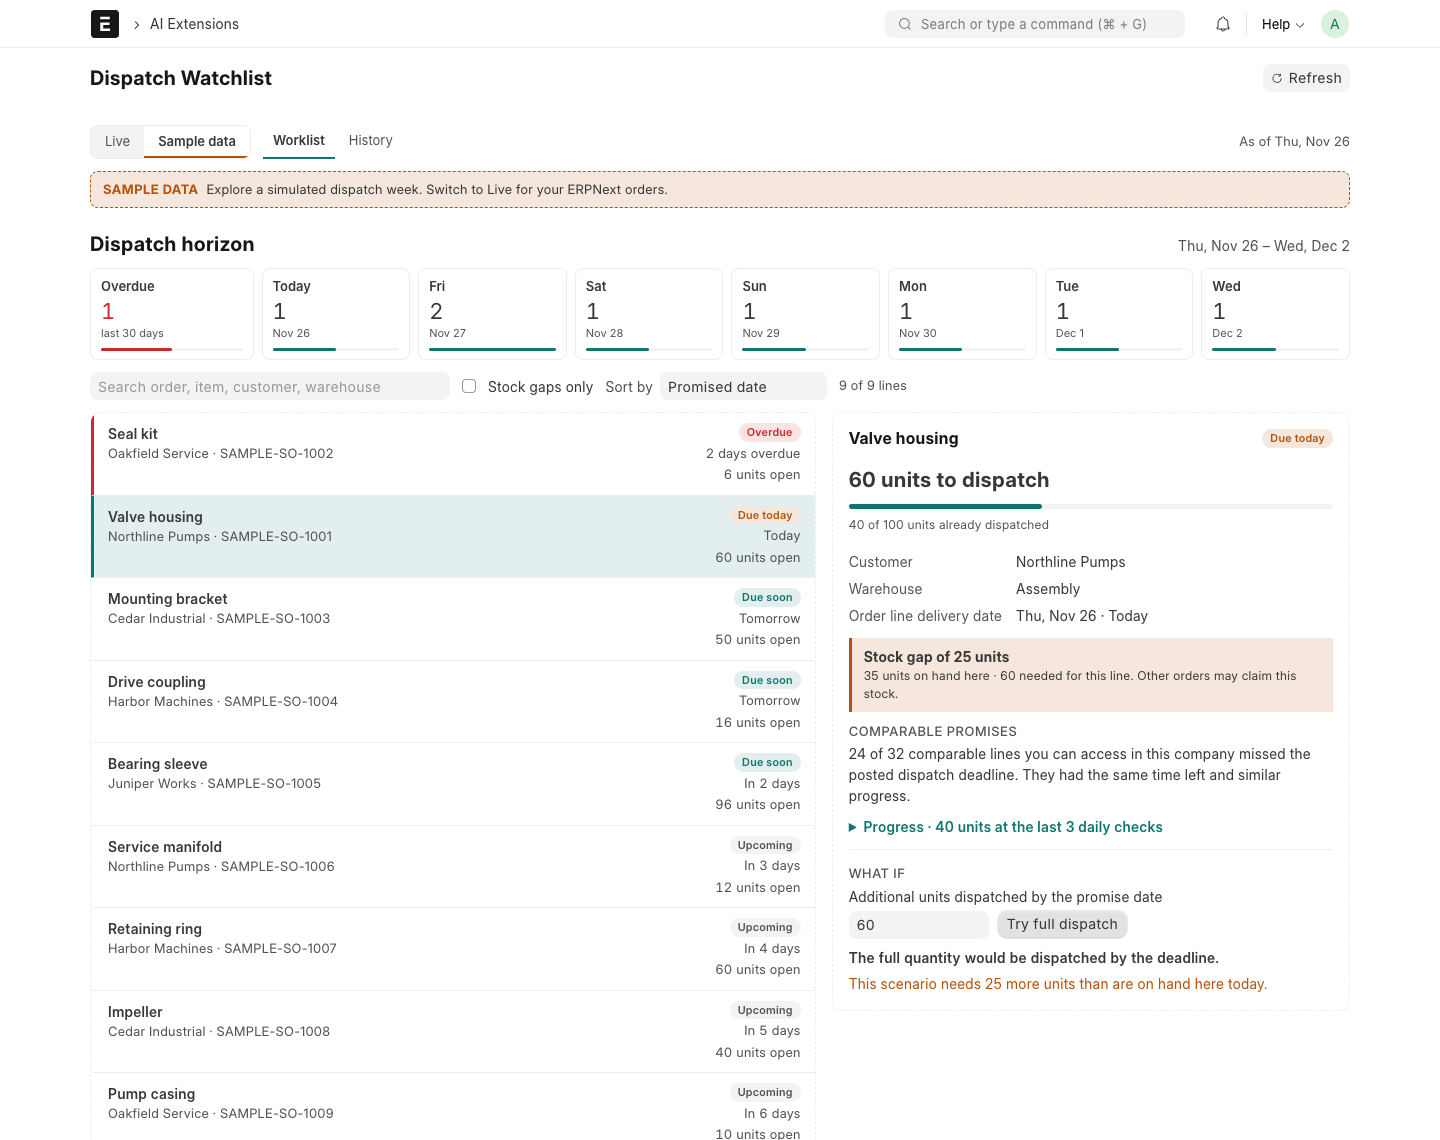 E
AI Extensions
Search or type a command (⌘ + G)
Help
A
Dispatch Watchlist
Refresh
Live
Sample data
Worklist
History
As of Thu, Nov 26
SAMPLE DATA Explore a simulated dispatch week. Switch to Live for your ERPNext orders.
Dispatch horizon
Thu, Nov 26 – Wed, Dec 2
Overdue
1
last 30 days
Today
1
Nov 26
Fri
2
Nov 27
Sat
1
Nov 28
Sun
1
Nov 29
Mon
1
Nov 30
Tue
1
Dec 1
Wed
1
Dec 2
Search order, item, customer, warehouse
Stock gaps only
Sort by
Promised date
9 of 9 lines
Seal kit
Oakfield Service · SAMPLE-SO-1002
Overdue
2 days overdue
6 units open
Valve housing
Northline Pumps · SAMPLE-SO-1001
Due today
Today
60 units open
Mounting bracket
Cedar Industrial · SAMPLE-SO-1003
Due soon
Tomorrow
50 units open
Drive coupling
Harbor Machines · SAMPLE-SO-1004
Due soon
Tomorrow
16 units open
Bearing sleeve
Juniper Works · SAMPLE-SO-1005
Due soon
In 2 days
96 units open
Service manifold
Northline Pumps · SAMPLE-SO-1006
Upcoming
In 3 days
12 units open
Retaining ring
Harbor Machines · SAMPLE-SO-1007
Upcoming
In 4 days
60 units open
Impeller
Cedar Industrial · SAMPLE-SO-1008
Upcoming
In 5 days
40 units open
Pump casing
Oakfield Service · SAMPLE-SO-1009
Upcoming
In 6 days
10 units open
Valve housing
Due today
60 units to dispatch
40 of 100 units already dispatched
Customer Northline Pumps
Warehouse Assembly
Order line delivery date Thu, Nov 26 · Today
Stock gap of 25 units
35 units on hand here · 60 needed for this line. Other orders may claim this
stock.
COMPARABLE PROMISES
24 of 32 comparable lines you can access in this company missed the
posted dispatch deadline. They had the same time left and similar
progress.
Progress · 40 units at the last 3 daily checks
WHAT IF
Additional units dispatched by the promise date
60
Try full dispatch
The full quantity would be dispatched by the deadline.
This scenario needs 25 more units than are on hand here today.